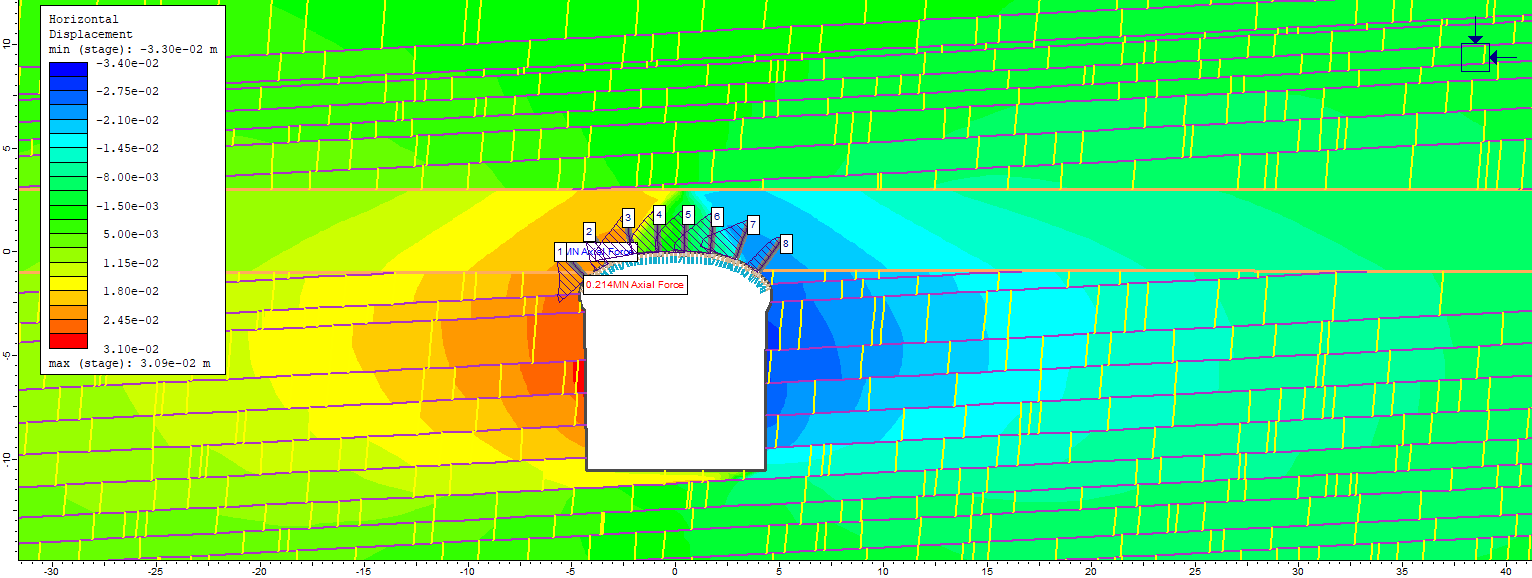 Horizontal
Displacement
min (stage): -3.30e-02 m
-3.40e-02
-2.75e-02
-2.10e-02
-1.45e-02
-8.00e-03
-1.50e-03
5.00e-03
1.15e-02
1.80e-02
2.45e-02
3.10e-02
max (stage): 3.09e-02 m
10
5
0
-5
-10
2
3
4
5
6
7
8
1
MN Axial Force
0.214MN Axial Force
-30
-25
-20
-15
-10
-5
0
5
10
15
20
25
30
35
40